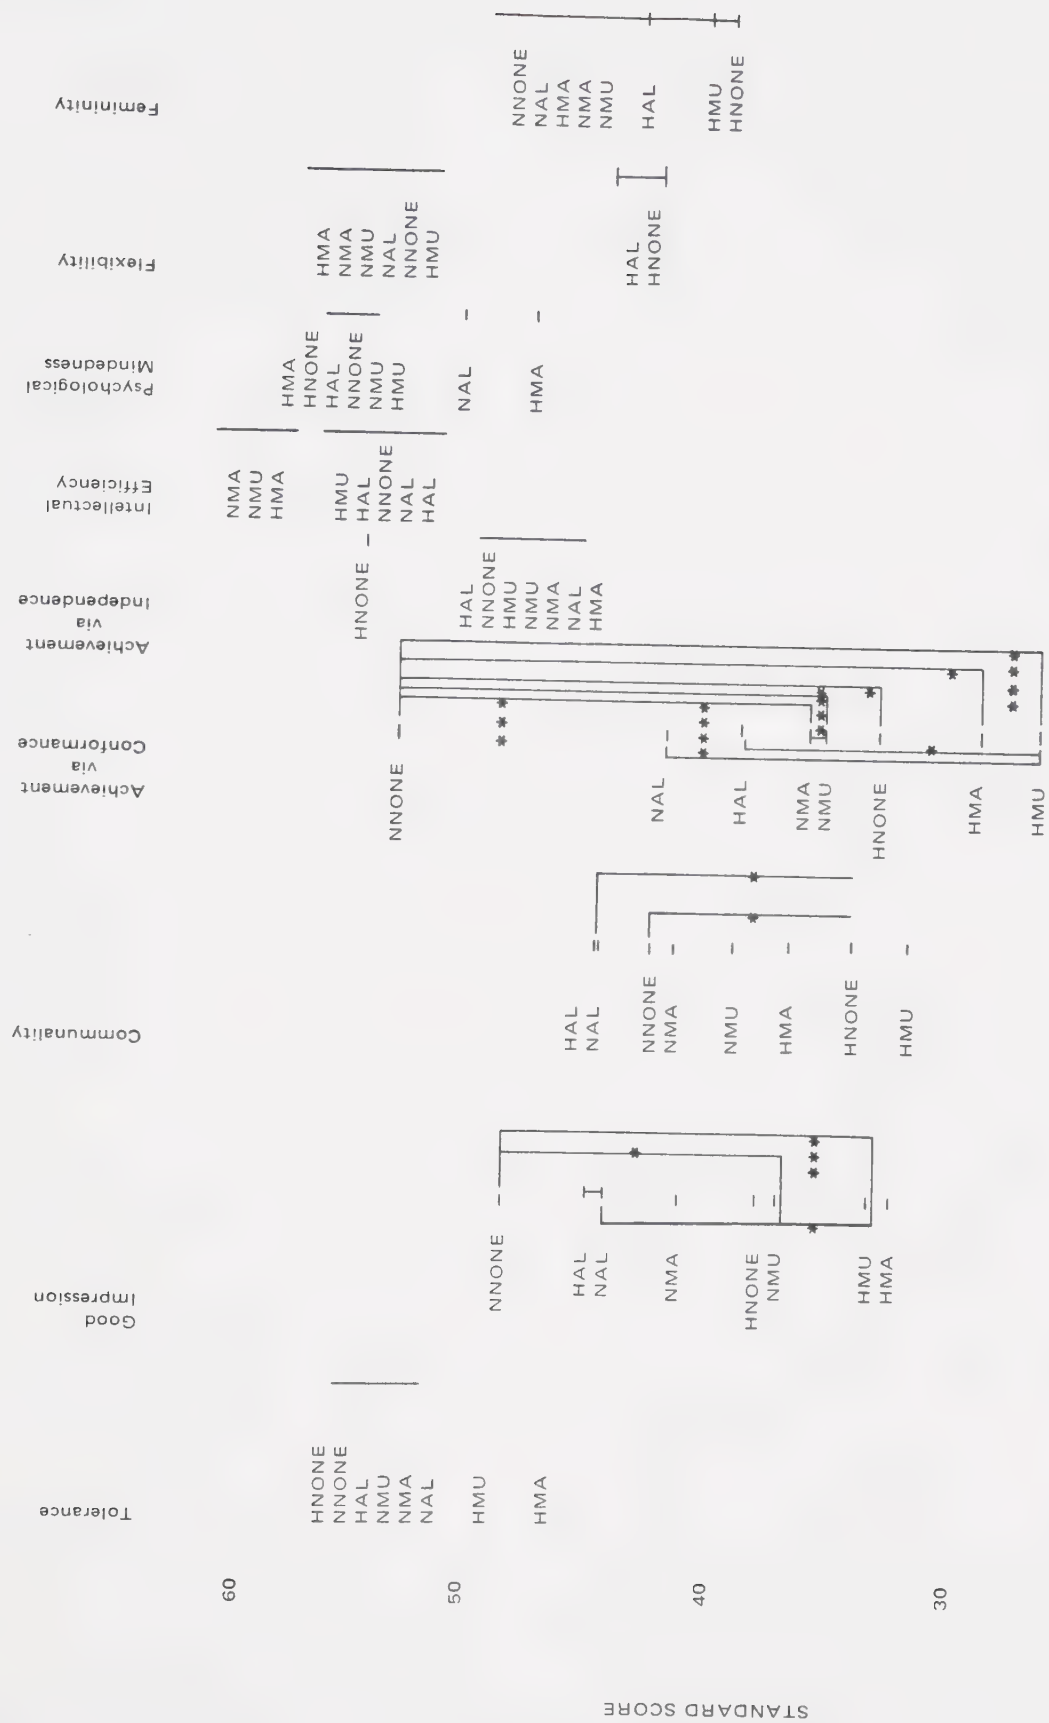 STANDARD SCORE
60
50
40
30
Tolerance
HNONE
NNONE
HAL
NMU
NMA
NAL
HMU
HMA
Good
Impression
NNONE
HAL
NAL
NMA
HNONE
NMU
HMU
HMA
Communality
HAL
NAL
NNONE
NMA
NMU
HMA
HNONE
HMU
Achievement
via
Conformance
NNONE
NAL
HAL
NMA
NMU
HNONE
HMA
HMU
Achievement
via
Independence
HNONE
HAL
NNONE
HMU
NMU
NMA
NAL
HMA
Intellectual
Efficiency
NMA
NMU
HMA
HMU
HAL
NNONE
NAL
HAL
Psychological
Mindedness
HMA
HNONE
HAL
NNONE
NMU
HMU
NAL
HMA
Flexibility
HMA
NMA
NMU
NAL
NNONE
HMU
HAL
HNONE
Femininity
NNONE
NAL
HMA
NMA
NMU
HAL
HMU
HNONE